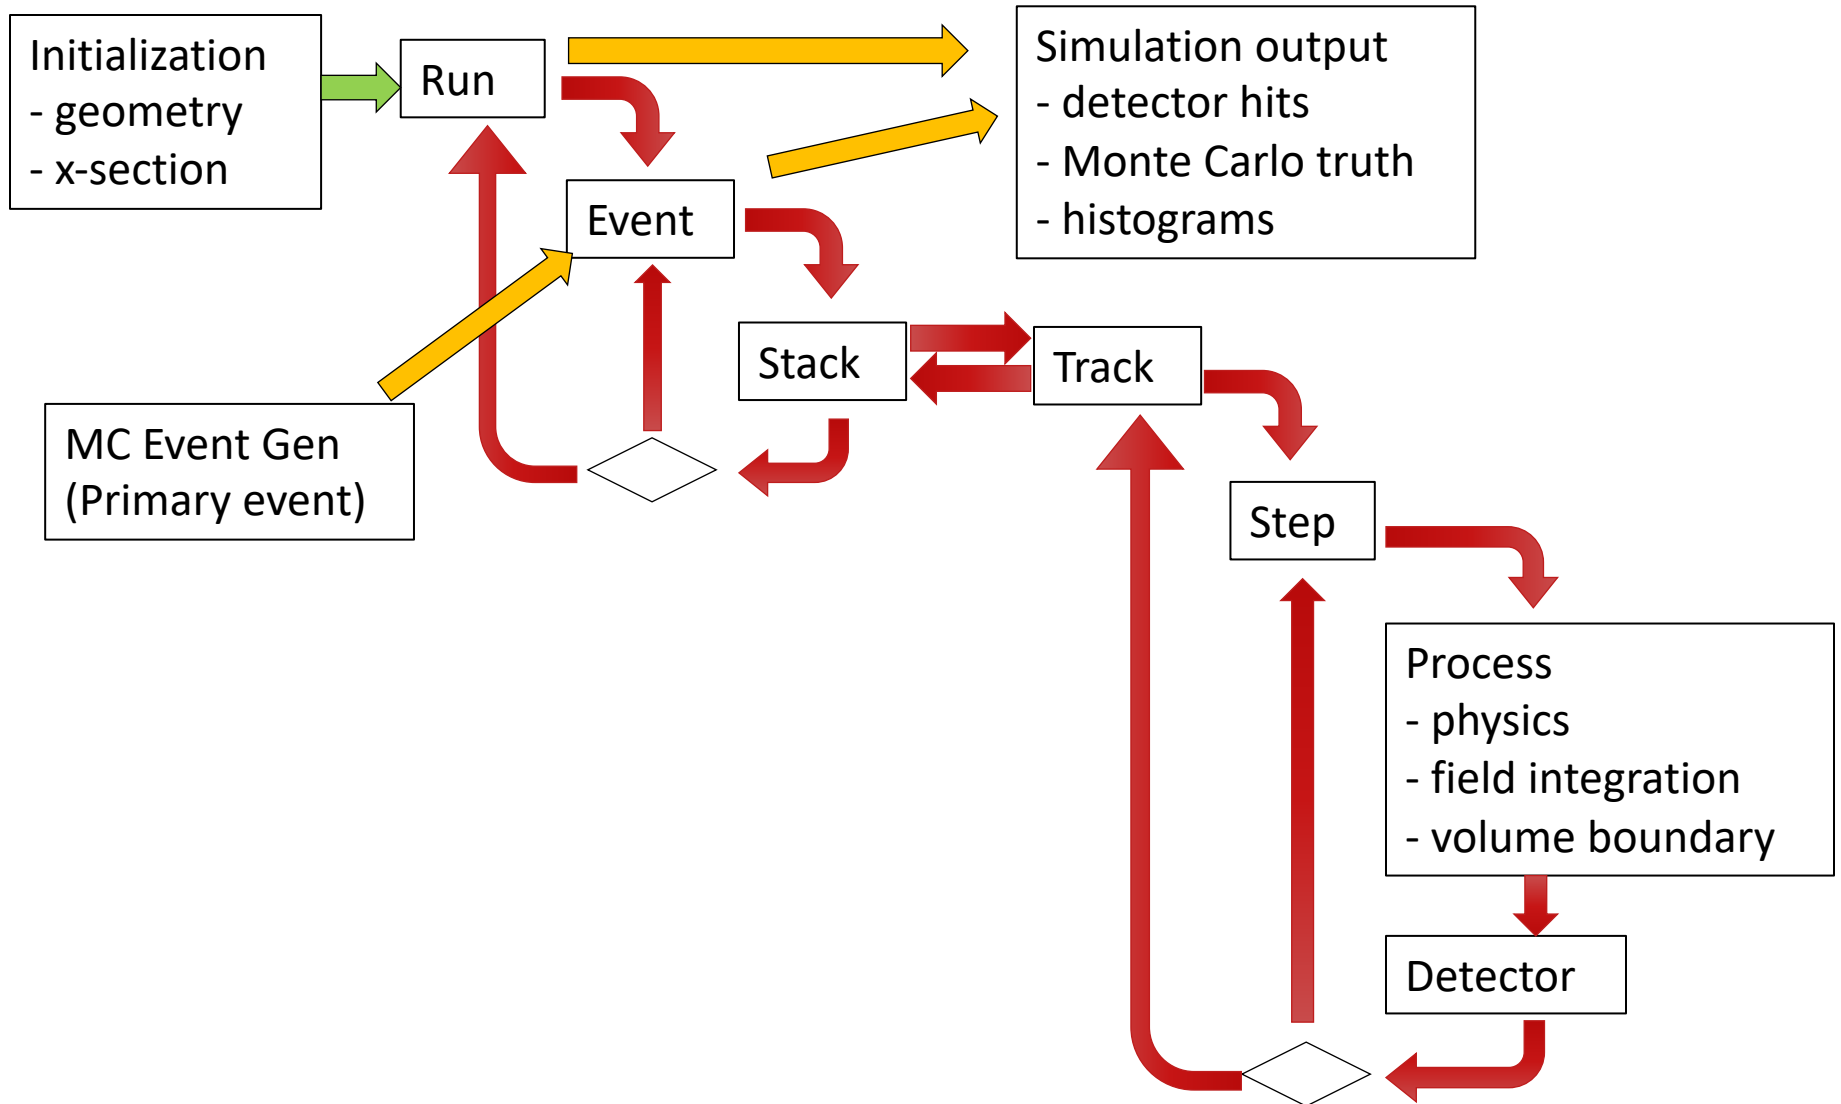 Initialization
- geometry
- x-section
Run
Simulation output
- detector hits
- Monte Carlo truth
- histograms
Event
Stack
Track
MC Event Gen
(Primary event)
Step
Process
- physics
- field integration
- volume boundary
Detector